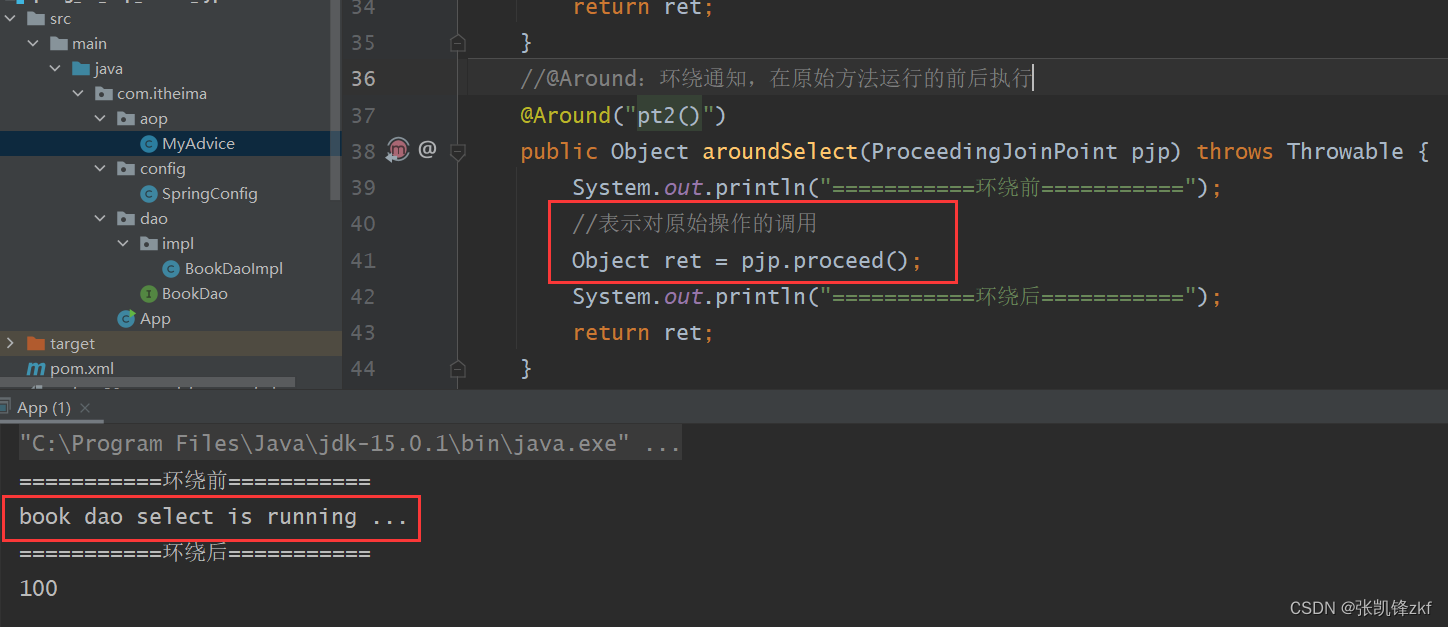 src
main
java
com.itheima
aop
MyAdvice
config
SpringConfig
dao
impl
BookDaoImpl
BookDao
App
target
pom.xml
34 return ret;
35 }
36 //@Around：环绕通知，在原始方法运行的前后执行
37 @Around("pt2()")
38 @ public Object aroundSelect(ProceedingJoinPoint pjp) throws Throwable {
39 System.out.println("===========环绕前===========");
40 //表示对原始操作的调用
41 Object ret = pjp.proceed();
42 System.out.println("===========环绕后===========");
43 return ret;
44 }
App (1) ×
"C:\Program Files\Java\jdk-15.0.1\bin\java.exe" ...
===========环绕前===========
book dao select is running ...
===========环绕后===========
100
CSDN @张凯锋zkf